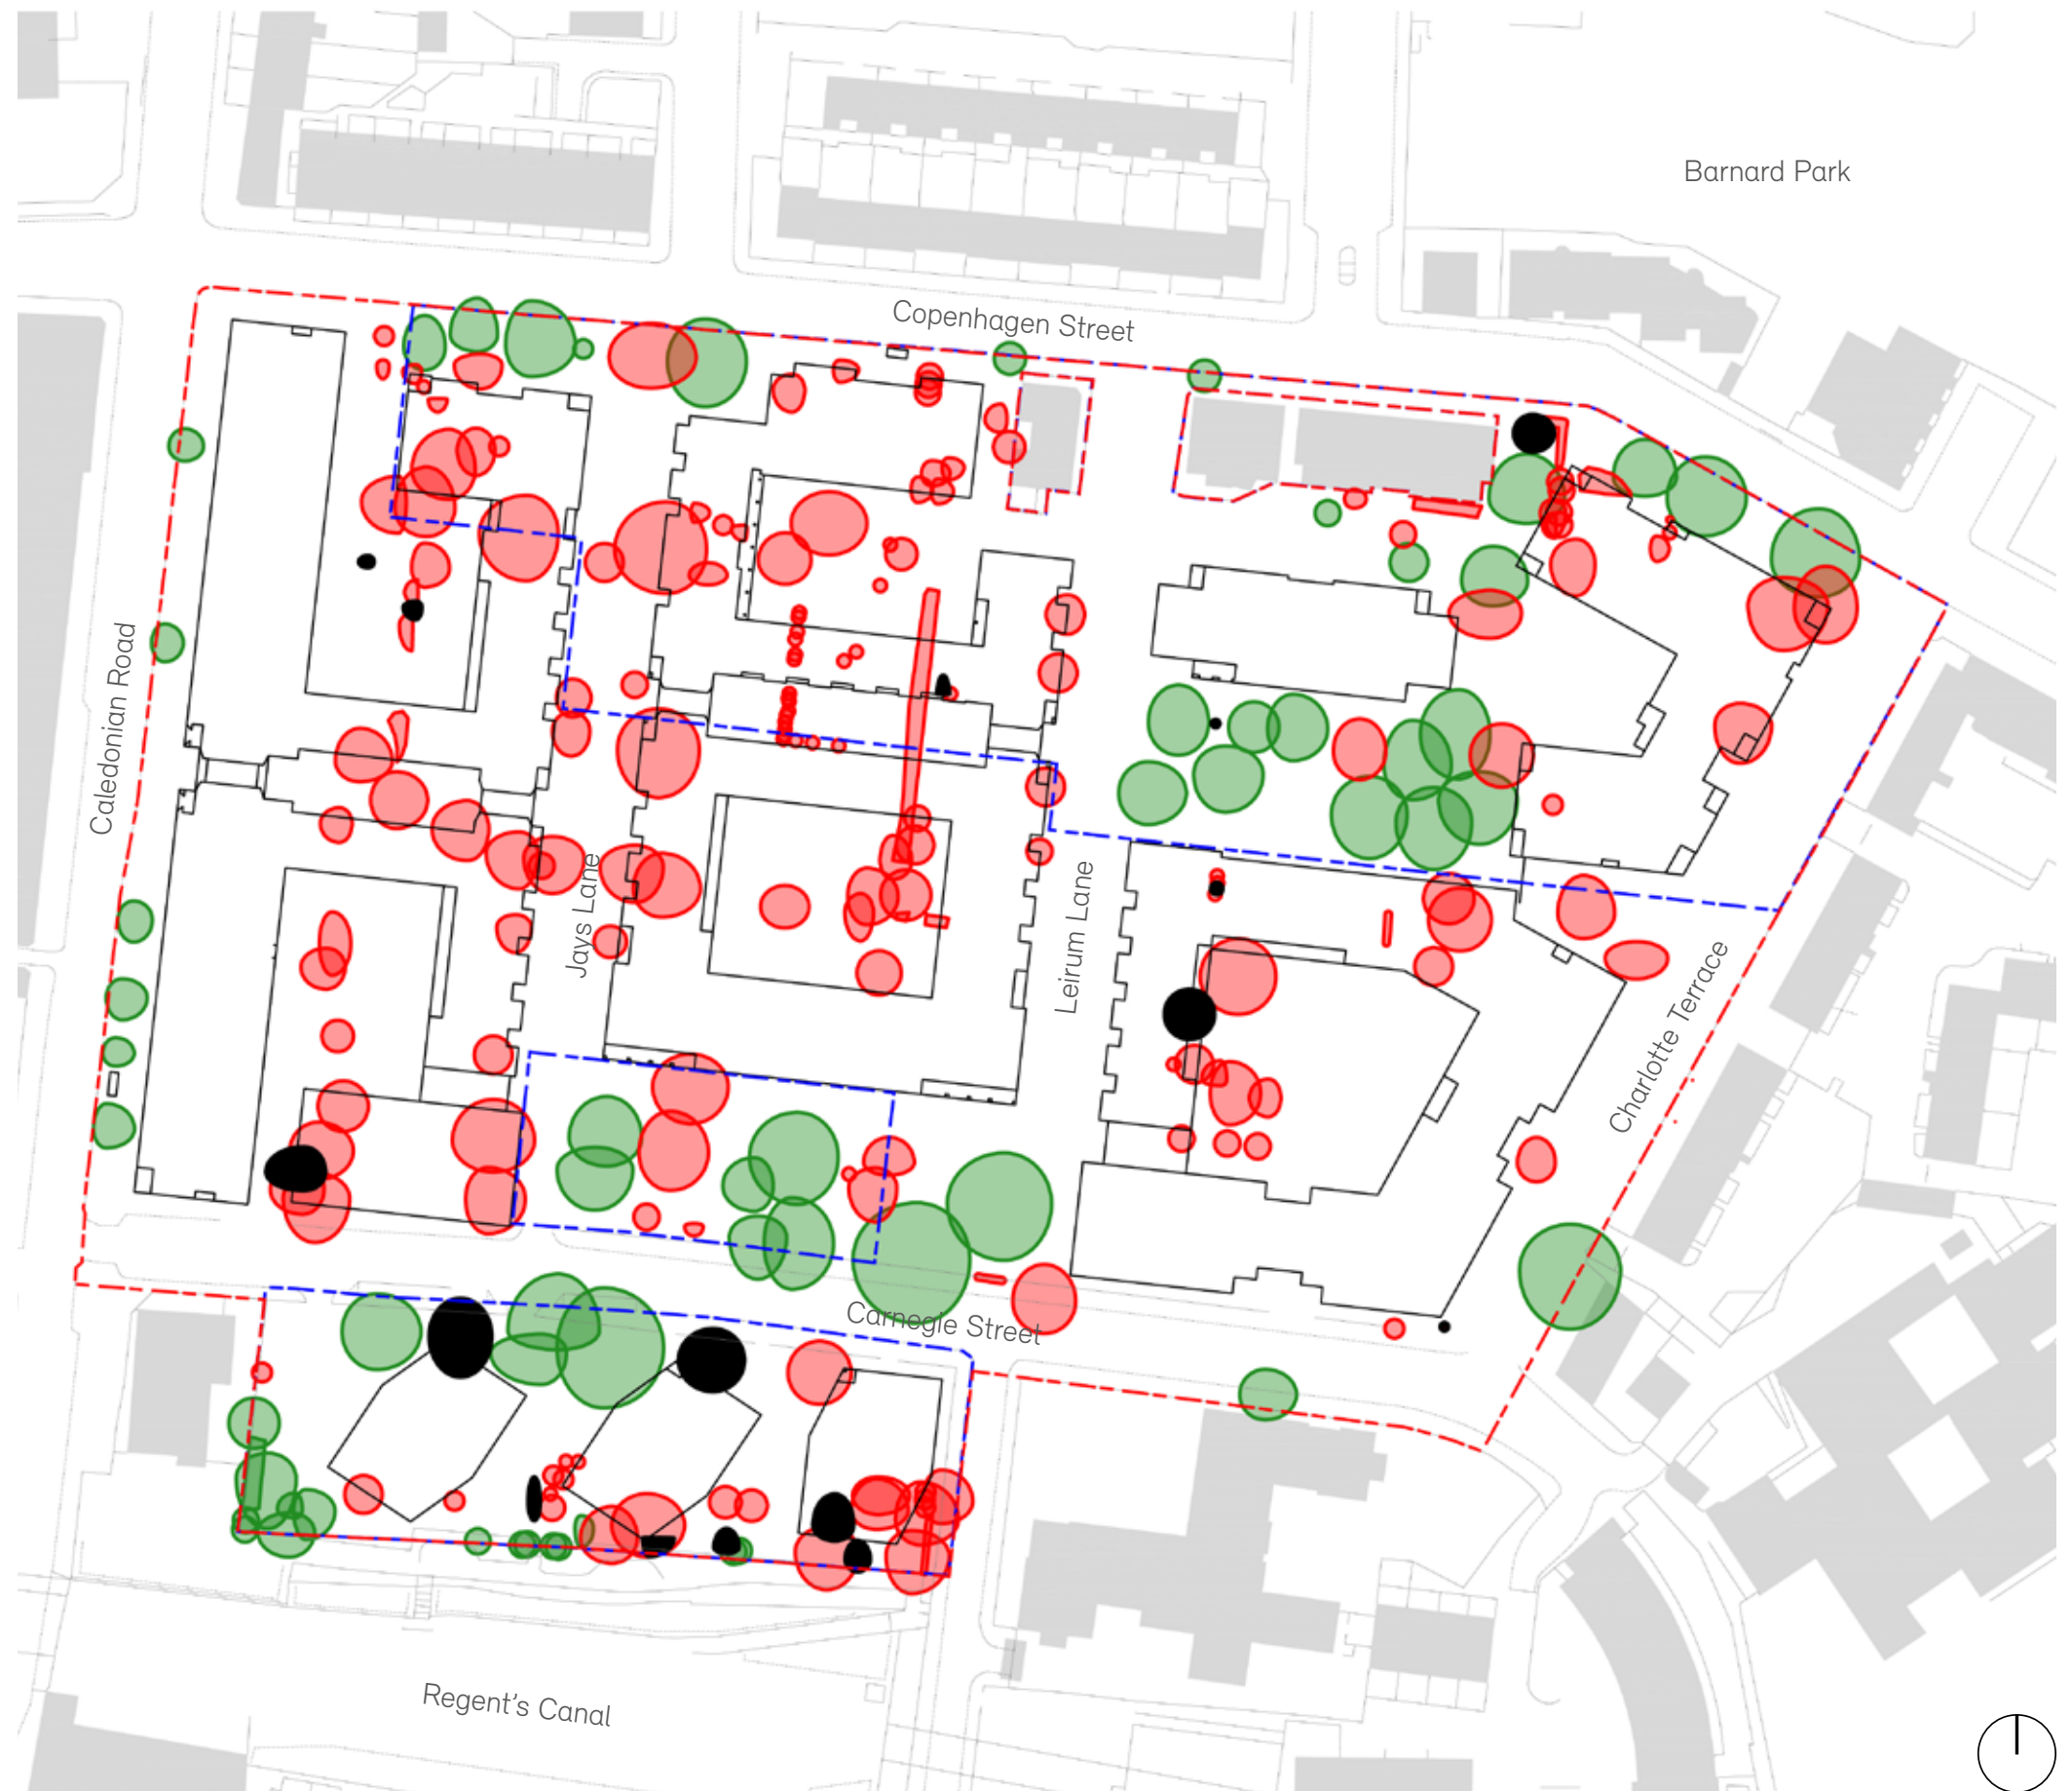 Barnard Park
Copenhagen Street
Caledonian Road
Jays Lane
Leirum Lane
Charlotte Terrace
Carnegie Street
Regent's Canal